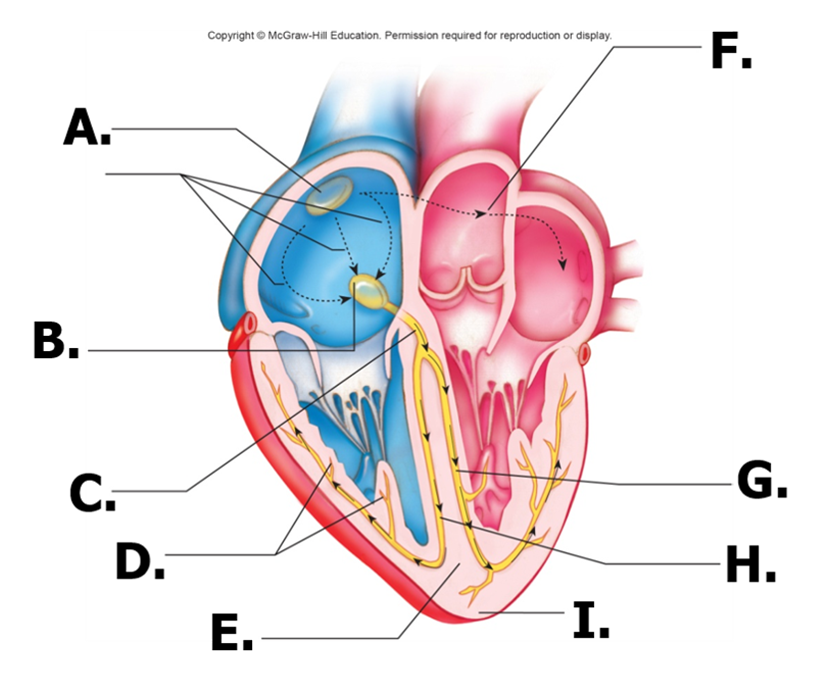 Copyright © McGraw-Hill Education. Permission required for reproduction or display.
F.
A.
B.
C.
G.
D.
H.
I.
E.